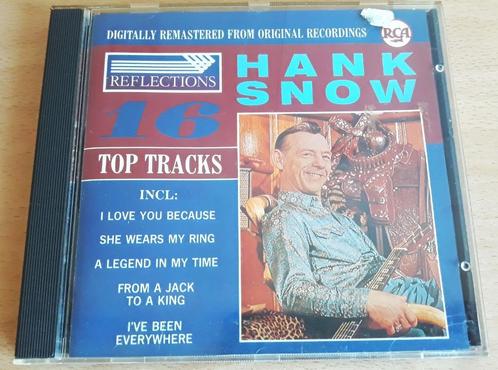 DIGITALLY REMASTERED FROM ORIGINAL RECORDINGS
RCA
REFLECTIONS
HANK
SNOW
16
TOP TRACKS
INCL:
I LOVE YOU BECAUSE
SHE WEARS MY RING
A LEGEND IN MY TIME
FROM A JACK
TO A KING
I'VE BEEN
EVERYWHERE